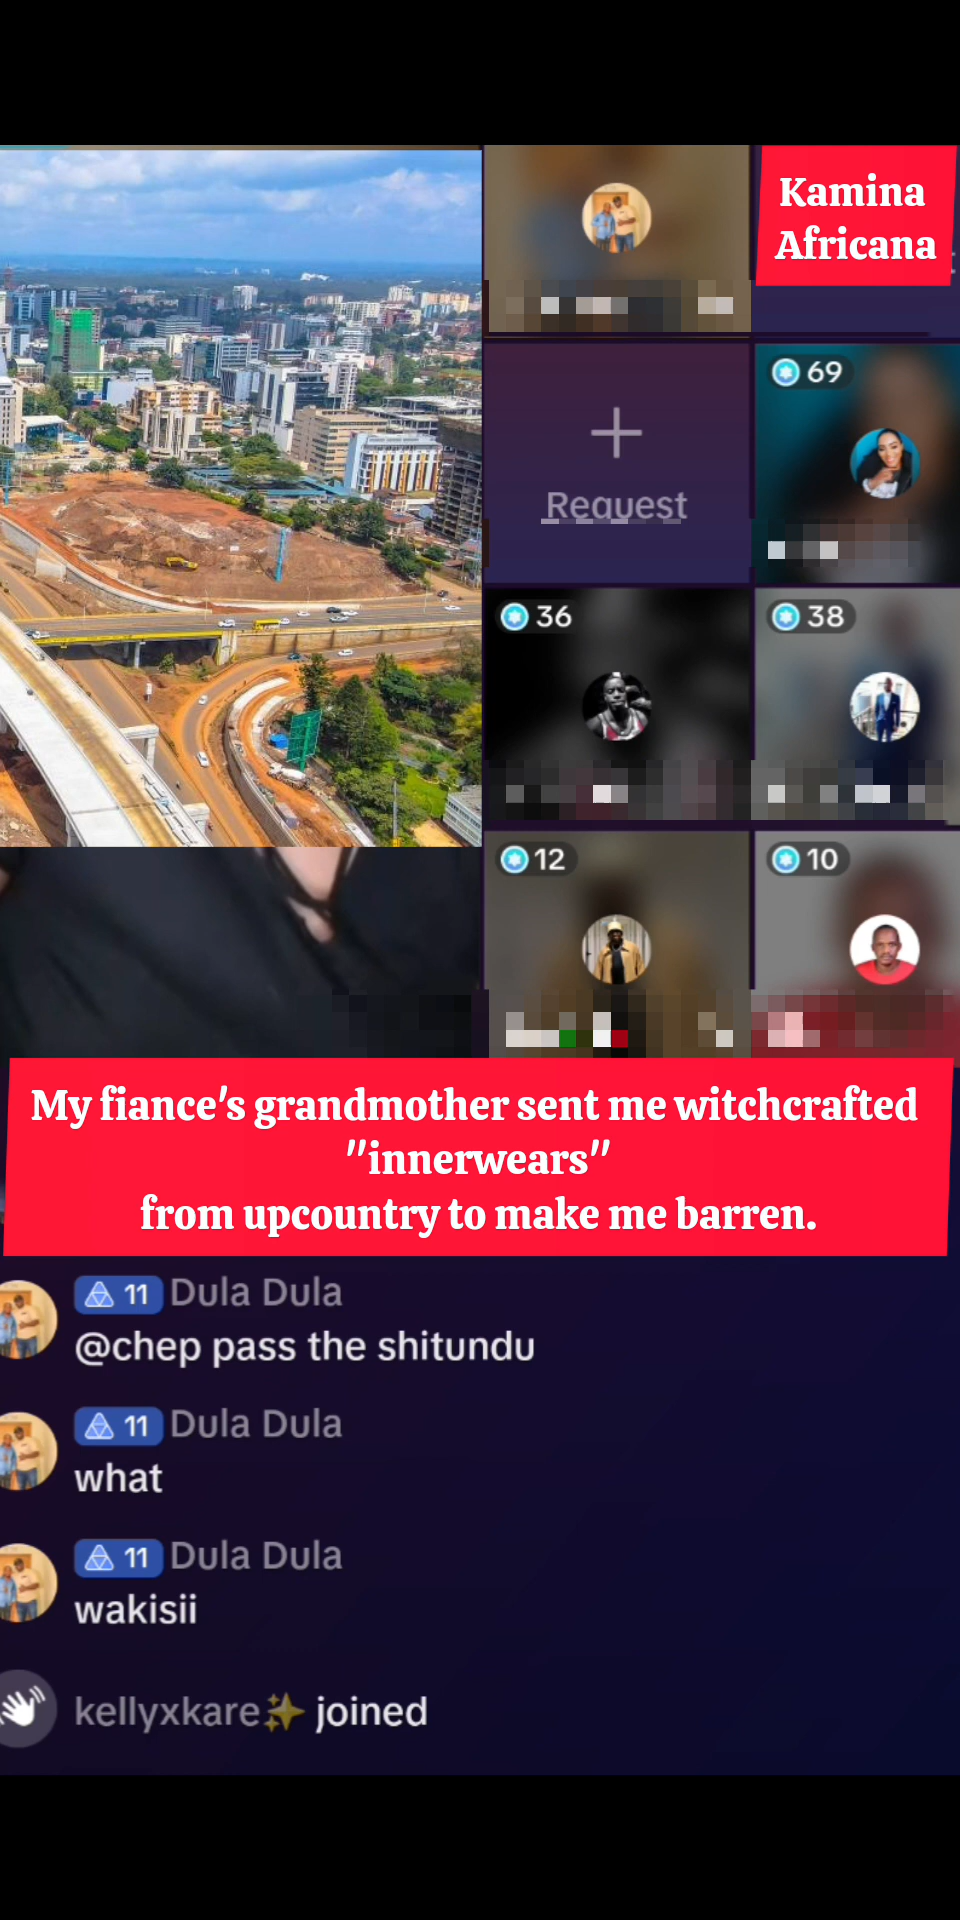 Kamina
Africana
69
Request
36
38
12
10
My fiance's grandmother sent me witchcrafted
"innerwears"
from upcountry to make me barren.
11 Dula Dula
@chep pass the shitundu
11 Dula Dula
what
11 Dula Dula
wakisii
kellyxkare✨ joined